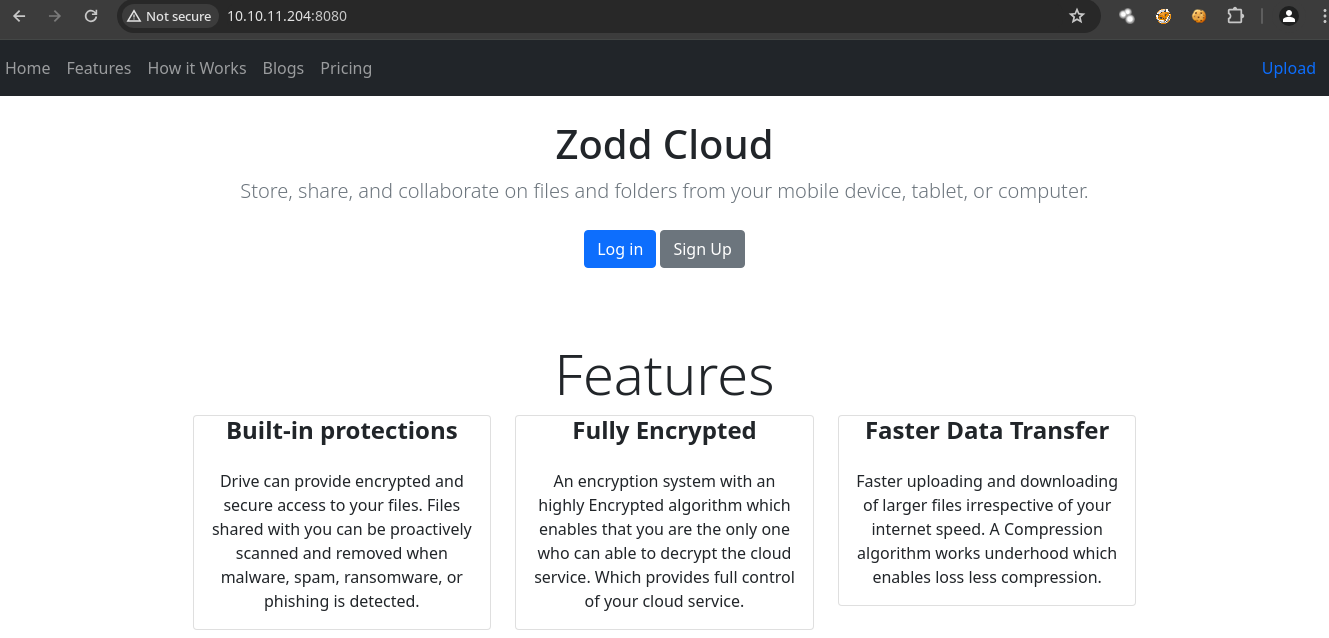 Not secure 10.10.11.204:8080
Home Features How it Works Blogs Pricing Upload
Zodd Cloud
Store, share, and collaborate on files and folders from your mobile device, tablet, or computer.
Log in Sign Up
Features
Built-in protections
Drive can provide encrypted and
secure access to your files. Files
shared with you can be proactively
scanned and removed when
malware, spam, ransomware, or
phishing is detected.
Fully Encrypted
An encryption system with an
highly Encrypted algorithm which
enables that you are the only one
who can able to decrypt the cloud
service. Which provides full control
of your cloud service.
Faster Data Transfer
Faster uploading and downloading
of larger files irrespective of your
internet speed. A Compression
algorithm works underhood which
enables loss less compression.